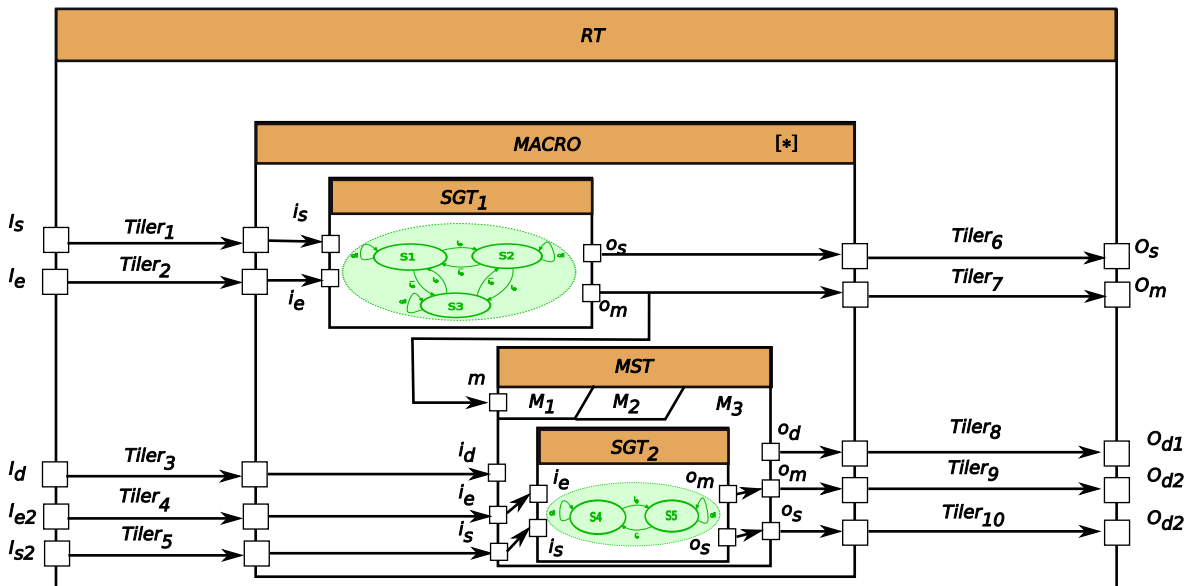 RT
MACRO [*]
SGT1
is
Is Tiler1
S1 S2
os Tiler6 Os
Ie Tiler2
ie
S3
om Tiler7 Om
MST
m M1 M2 M3
od Tiler8 Od1
SGT2
Id Tiler3 id
ie ie om om Tiler9 Od2
Ie2 Tiler4
S4 S5
is is os os Tiler10 Od2
Is2 Tiler5